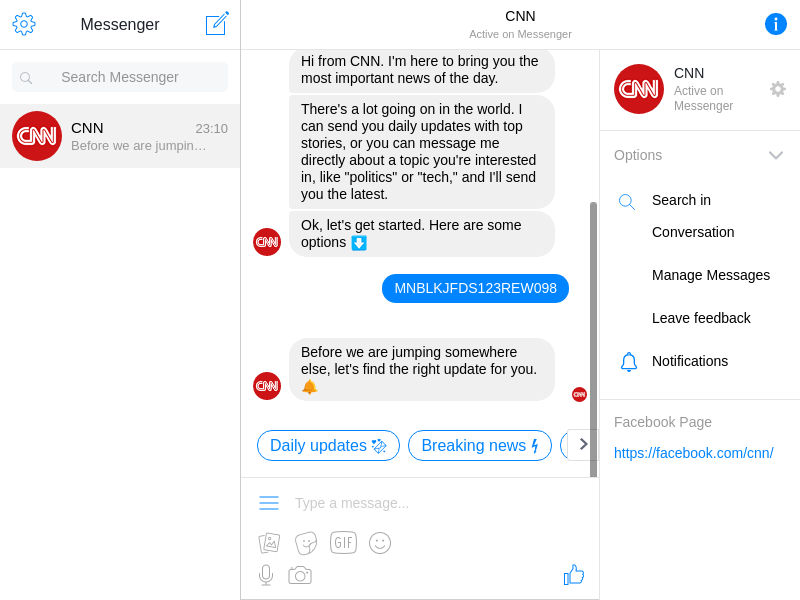 Messenger
CNN
Active on Messenger
Search Messenger
CNN
CNN
23:10
Before we are jumpin…
Hi from CNN. I'm here to bring you the
most important news of the day.
There's a lot going on in the world. I
can send you daily updates with top
stories, or you can message me
directly about a topic you're interested
in, like "politics" or "tech," and I'll send
you the latest.
Ok, let's get started. Here are some
options
CNN
MNBLKJFDS123REW098
Before we are jumping somewhere
else, let's find the right update for you.
CNN
CNN
Daily updates
Breaking news
Type a message...
GIF
CNN
CNN
Active on
Messenger
Options
Search in
Conversation
Manage Messages
Leave feedback
Notifications
Facebook Page
https://facebook.com/cnn/